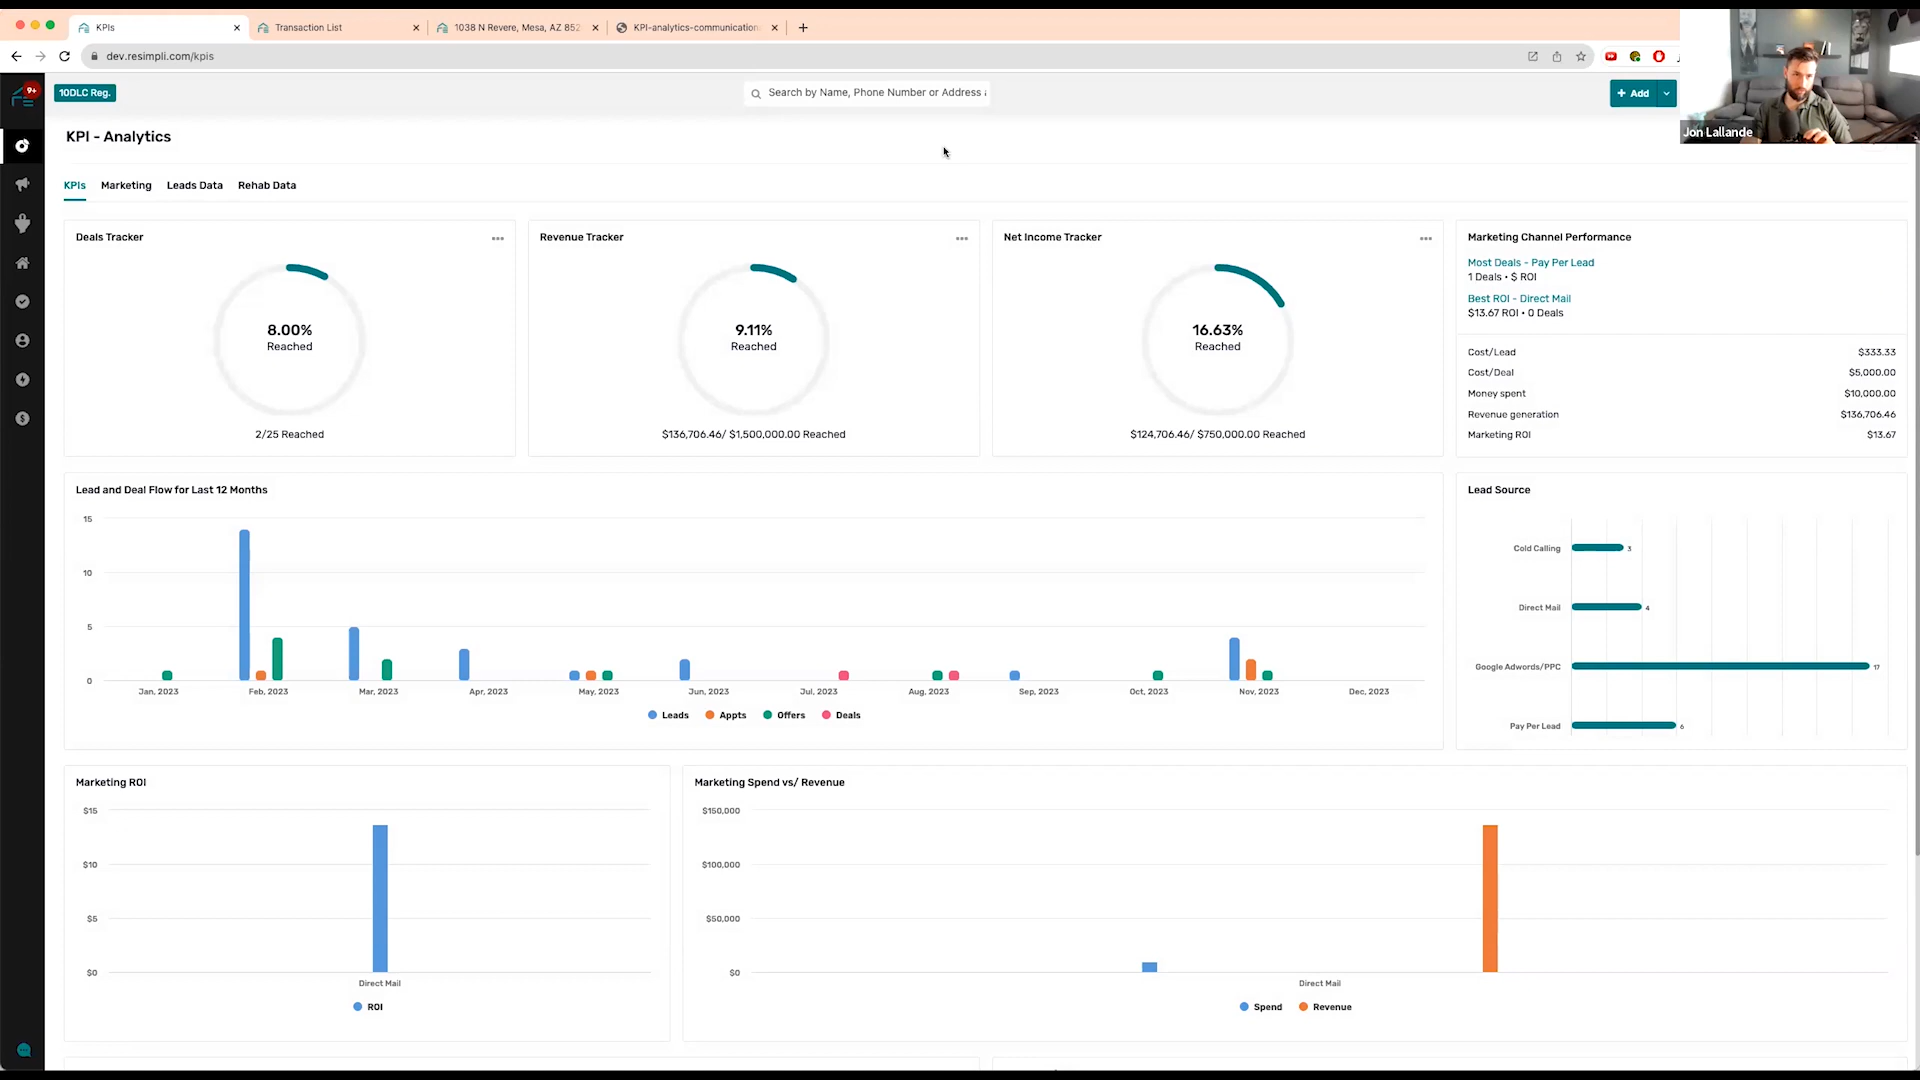 KPIs
Transaction List
1038 N Revere, Mesa, AZ 852
KPI-analytics-communication
dev.resimpli.com/kpis
9+
10DLC Reg.
Search by Name, Phone Number or Address
+ Add
Jon Lallande
KPI - Analytics
KPIs
Marketing
Leads Data
Rehab Data
Deals Tracker
8.00%
Reached
2/25 Reached
Revenue Tracker
9.11%
Reached
$136,706.46/ $1,500,000.00 Reached
Net Income Tracker
16.63%
Reached
$124,706.46/ $750,000.00 Reached
Marketing Channel Performance
Most Deals - Pay Per Lead
1 Deals • $ ROI
Best ROI - Direct Mail
$13.67 ROI • 0 Deals
Cost/Lead $333.33
Cost/Deal $5,000.00
Money spent $10,000.00
Revenue generation $136,706.46
Marketing ROI $13.67
Lead and Deal Flow for Last 12 Months
15
10
5
0
Jan, 2023 Feb, 2023 Mar, 2023 Apr, 2023 May, 2023 Jun, 2023 Jul, 2023 Aug, 2023 Sep, 2023 Oct, 2023 Nov, 2023 Dec, 2023
Leads Appts Offers Deals
Lead Source
Cold Calling 3
Direct Mail 4
Google Adwords/PPC 17
Pay Per Lead 6
Marketing ROI
$15
$10
$5
$0
Direct Mail
ROI
Marketing Spend vs/ Revenue
$150,000
$100,000
$50,000
$0
Direct Mail
Spend Revenue